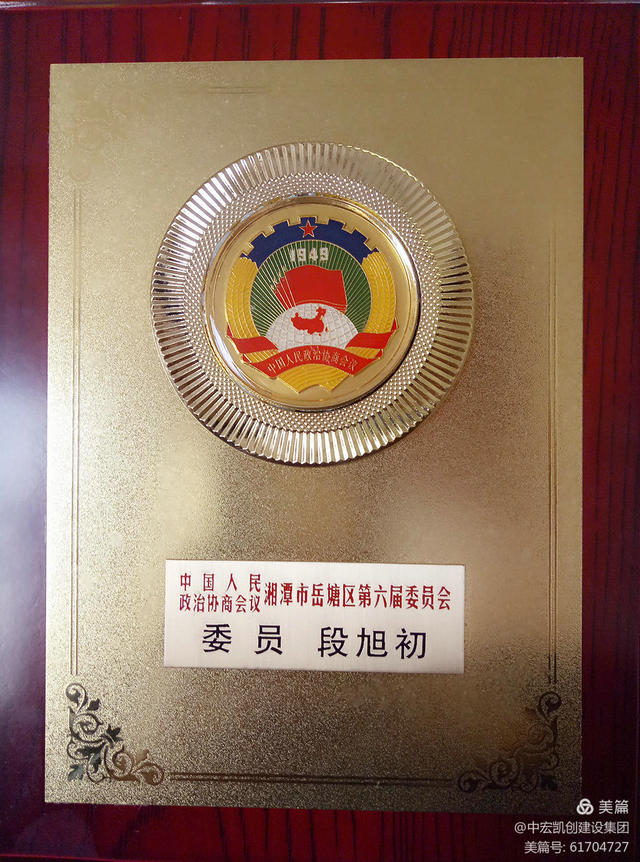 1949
中国人民政治协商会议
中国人民
政治协商会议 湘潭市岳塘区第六届委员会
委员 段旭初
美篇
@中宏凯创建设集团
美篇号: 61704727